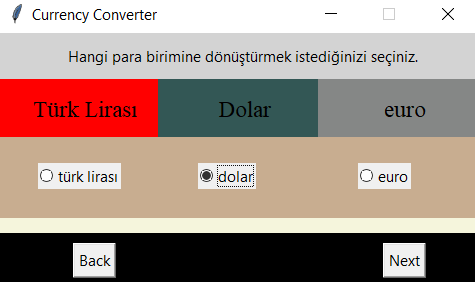 Currency Converter
Hangi para birimine dönüştürmek istediğinizi seçiniz.
Türk Lirası Dolar euro
türk lirası dolar euro
Back Next